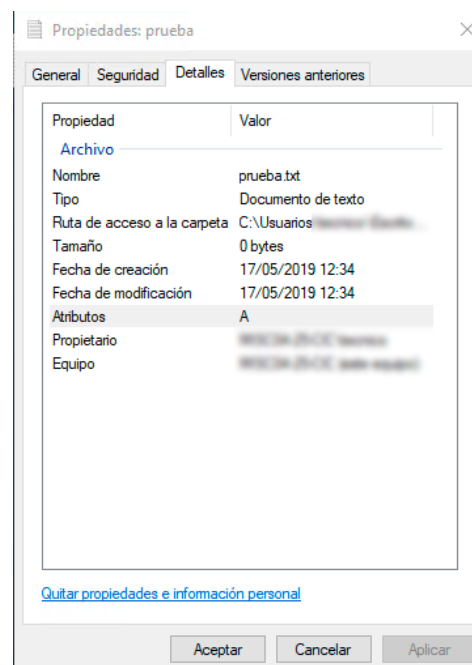 Propiedades: prueba
General Seguridad Detalles Versiones anteriores
Propiedad Valor
Archivo
Nombre prueba.txt
Tipo Documento de texto
Ruta de acceso a la carpeta C:\Usuarios
Tamaño 0 bytes
Fecha de creación 17/05/2019 12:34
Fecha de modificación 17/05/2019 12:34
Atributos A
Propietario
Equipo
Quitar propiedades e información personal
Aceptar Cancelar Aplicar